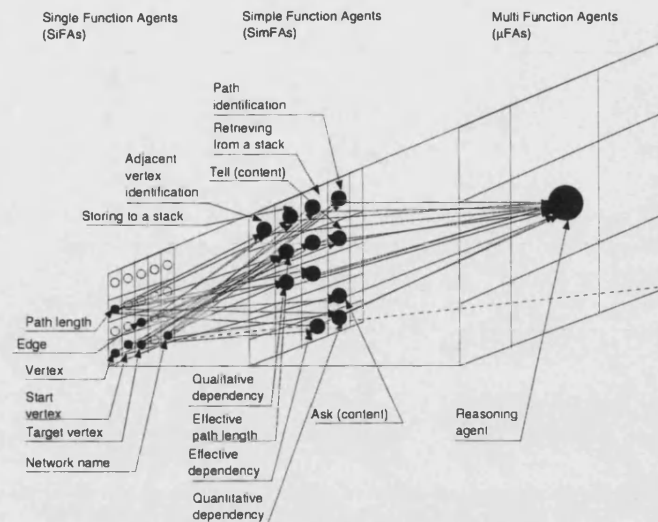 Single Function Agents
(SiFAs)
Simple Function Agents
(SimFAs)
Multi Function Agents
(µFAs)
Path
identification
Retrieving
from a stack
Tell (content)
Adjacent
vertex
identification
Storing to a stack
Path length
Edge
Vertex
Start
vertex
Target vertex
Network name
Qualitative
dependency
Effective
path length
Effective
dependency
Quantitative
dependency
Ask (content)
Reasoning
agent